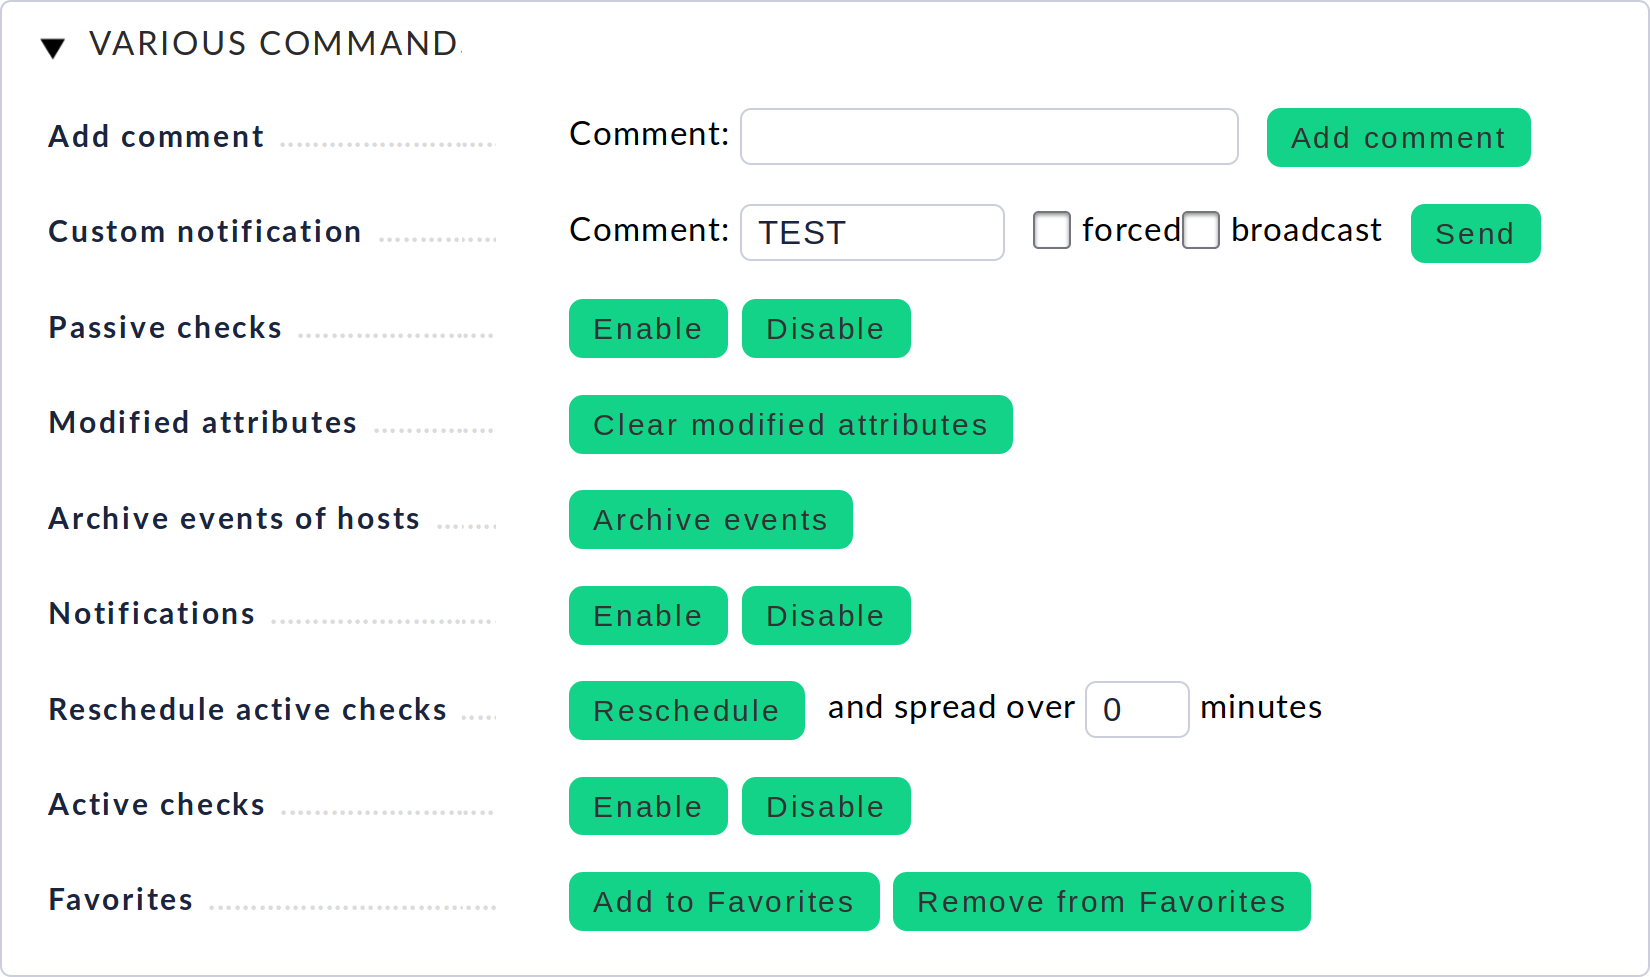 VARIOUS COMMAND
Add comment Comment: Add comment
Custom notification Comment: TEST forced broadcast Send
Passive checks Enable Disable
Modified attributes Clear modified attributes
Archive events of hosts Archive events
Notifications Enable Disable
Reschedule active checks Reschedule and spread over 0 minutes
Active checks Enable Disable
Favorites Add to Favorites Remove from Favorites